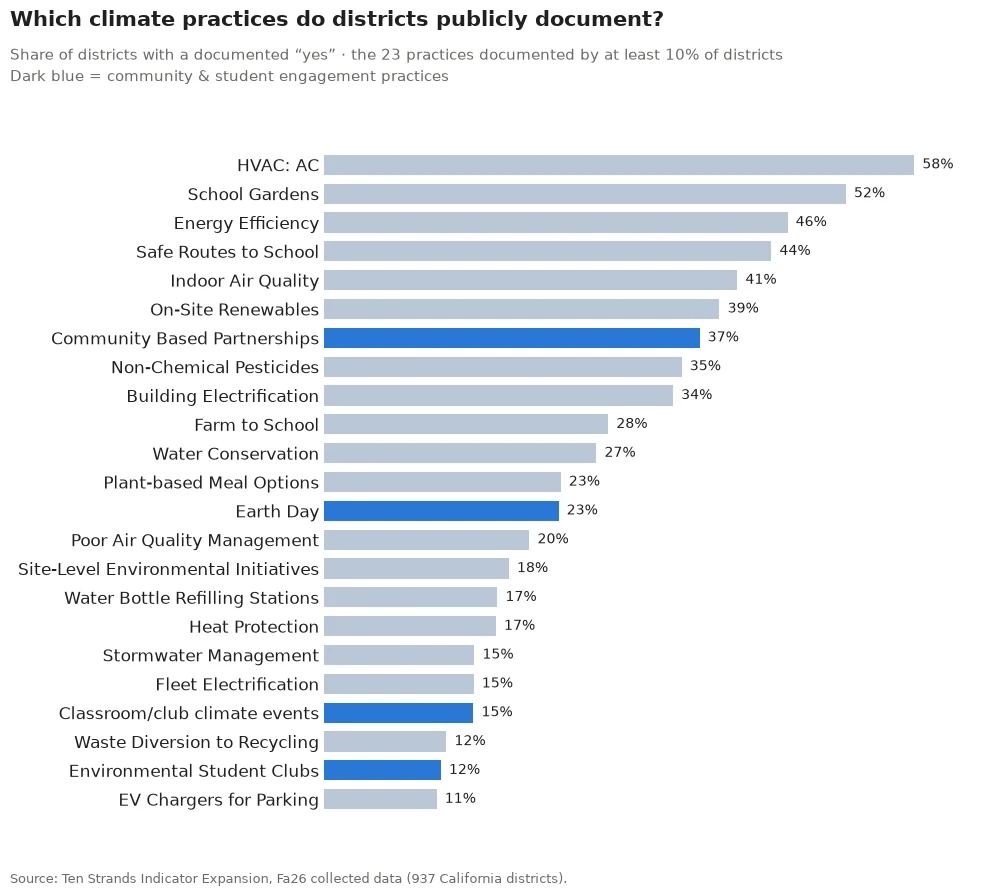 Which climate practices do districts publicly document?
Share of districts with a documented “yes” · the 23 practices documented by at least 10% of districts
Dark blue = community & student engagement practices
HVAC: AC 58%
School Gardens 52%
Energy Efficiency 46%
Safe Routes to School 44%
Indoor Air Quality 41%
On-Site Renewables 39%
Community Based Partnerships 37%
Non-Chemical Pesticides 35%
Building Electrification 34%
Farm to School 28%
Water Conservation 27%
Plant-based Meal Options 23%
Earth Day 23%
Poor Air Quality Management 20%
Site-Level Environmental Initiatives 18%
Water Bottle Refilling Stations 17%
Heat Protection 17%
Stormwater Management 15%
Fleet Electrification 15%
Classroom/club climate events 15%
Waste Diversion to Recycling 12%
Environmental Student Clubs 12%
EV Chargers for Parking 11%
Source: Ten Strands Indicator Expansion, Fa26 collected data (937 California districts).